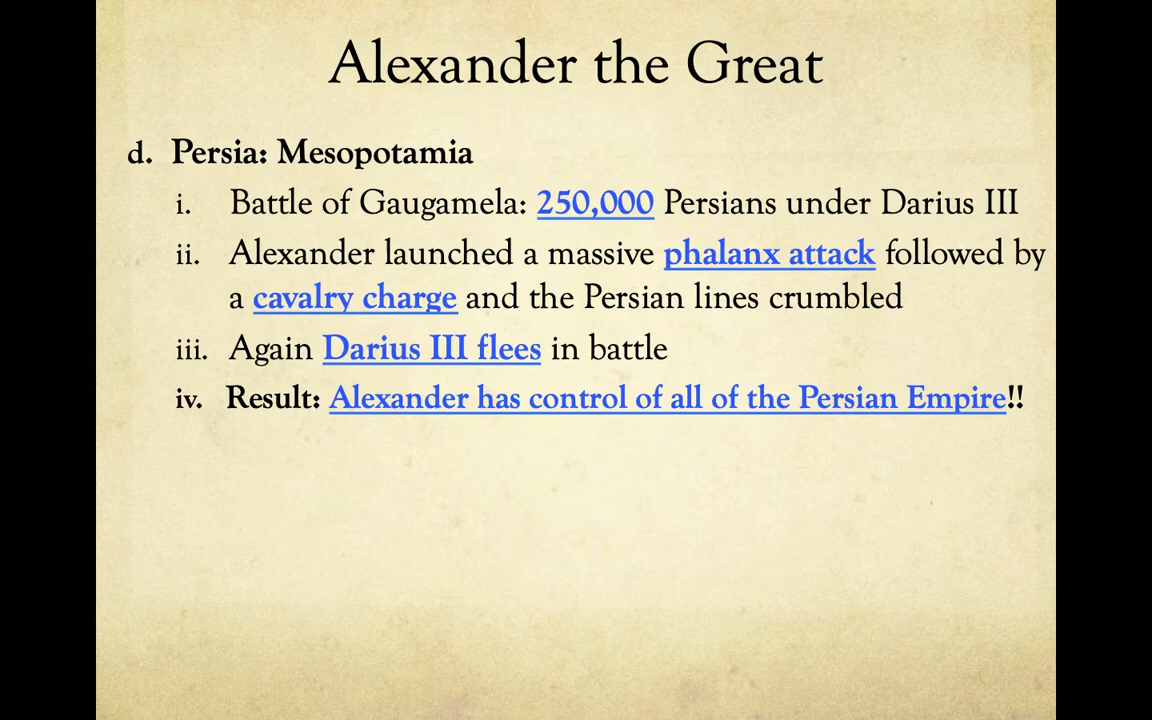 Alexander the Great
d. Persia: Mesopotamia
i. Battle of Gaugamela: 250,000 Persians under Darius III
ii. Alexander launched a massive phalanx attack followed by
a cavalry charge and the Persian lines crumbled
iii. Again Darius III flees in battle
iv. Result: Alexander has control of all of the Persian Empire!!